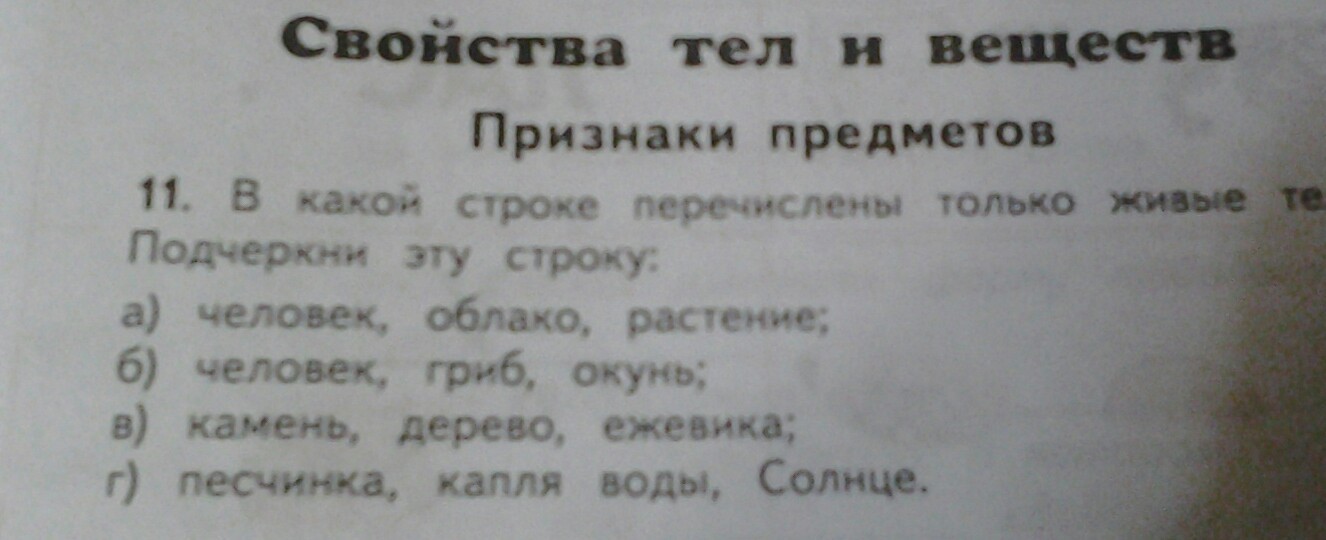 Свойства тел и веществ
Признаки предметов
11. В какой строке перечислены только живые те
Подчеркни эту строку:
а) человек, облако, растение;
б) человек, гриб, окунь;
в) камень, дерево, ежевика;
г) песчинка, капля воды, Солнце.